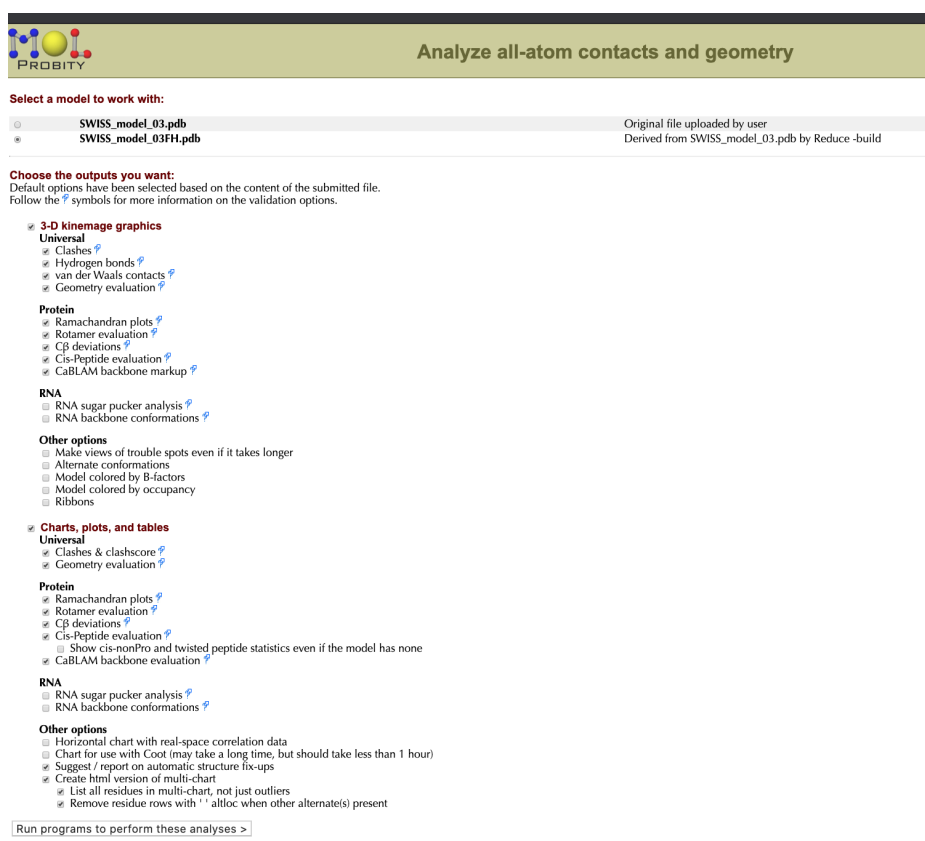 MOL
PROBITY
Analyze all-atom contacts and geometry
Select a model to work with:
SWISS_model_03.pdb Original file uploaded by user
SWISS_model_03FH.pdb Derived from SWISS_model_03.pdb by Reduce -build
Choose the outputs you want:
Default options have been selected based on the content of the submitted file.
Follow the ? symbols for more information on the validation options.
3-D kinemage graphics
Universal
Clashes ?
Hydrogen bonds ?
van der Waals contacts ?
Geometry evaluation ?
Protein
Ramachandran plots ?
Rotamer evaluation ?
Cβ deviations ?
Cis-Peptide evaluation ?
CaBLAM backbone markup ?
RNA
RNA sugar pucker analysis ?
RNA backbone conformations ?
Other options
Make views of trouble spots even if it takes longer
Alternate conformations
Model colored by B-factors
Model colored by occupancy
Ribbons
Charts, plots, and tables
Universal
Clashes & clashscore ?
Geometry evaluation ?
Protein
Ramachandran plots ?
Rotamer evaluation ?
Cβ deviations ?
Cis-Peptide evaluation ?
Show cis-nonPro and twisted peptide statistics even if the model has none
CaBLAM backbone evaluation ?
RNA
RNA sugar pucker analysis ?
RNA backbone conformations ?
Other options
Horizontal chart with real-space correlation data
Chart for use with Coot (may take a long time, but should take less than 1 hour)
Suggest / report on automatic structure fix-ups
Create html version of multi-chart
List all residues in multi-chart, not just outliers
Remove residue rows with ' ' altloc when other alternate(s) present
Run programs to perform these analyses >